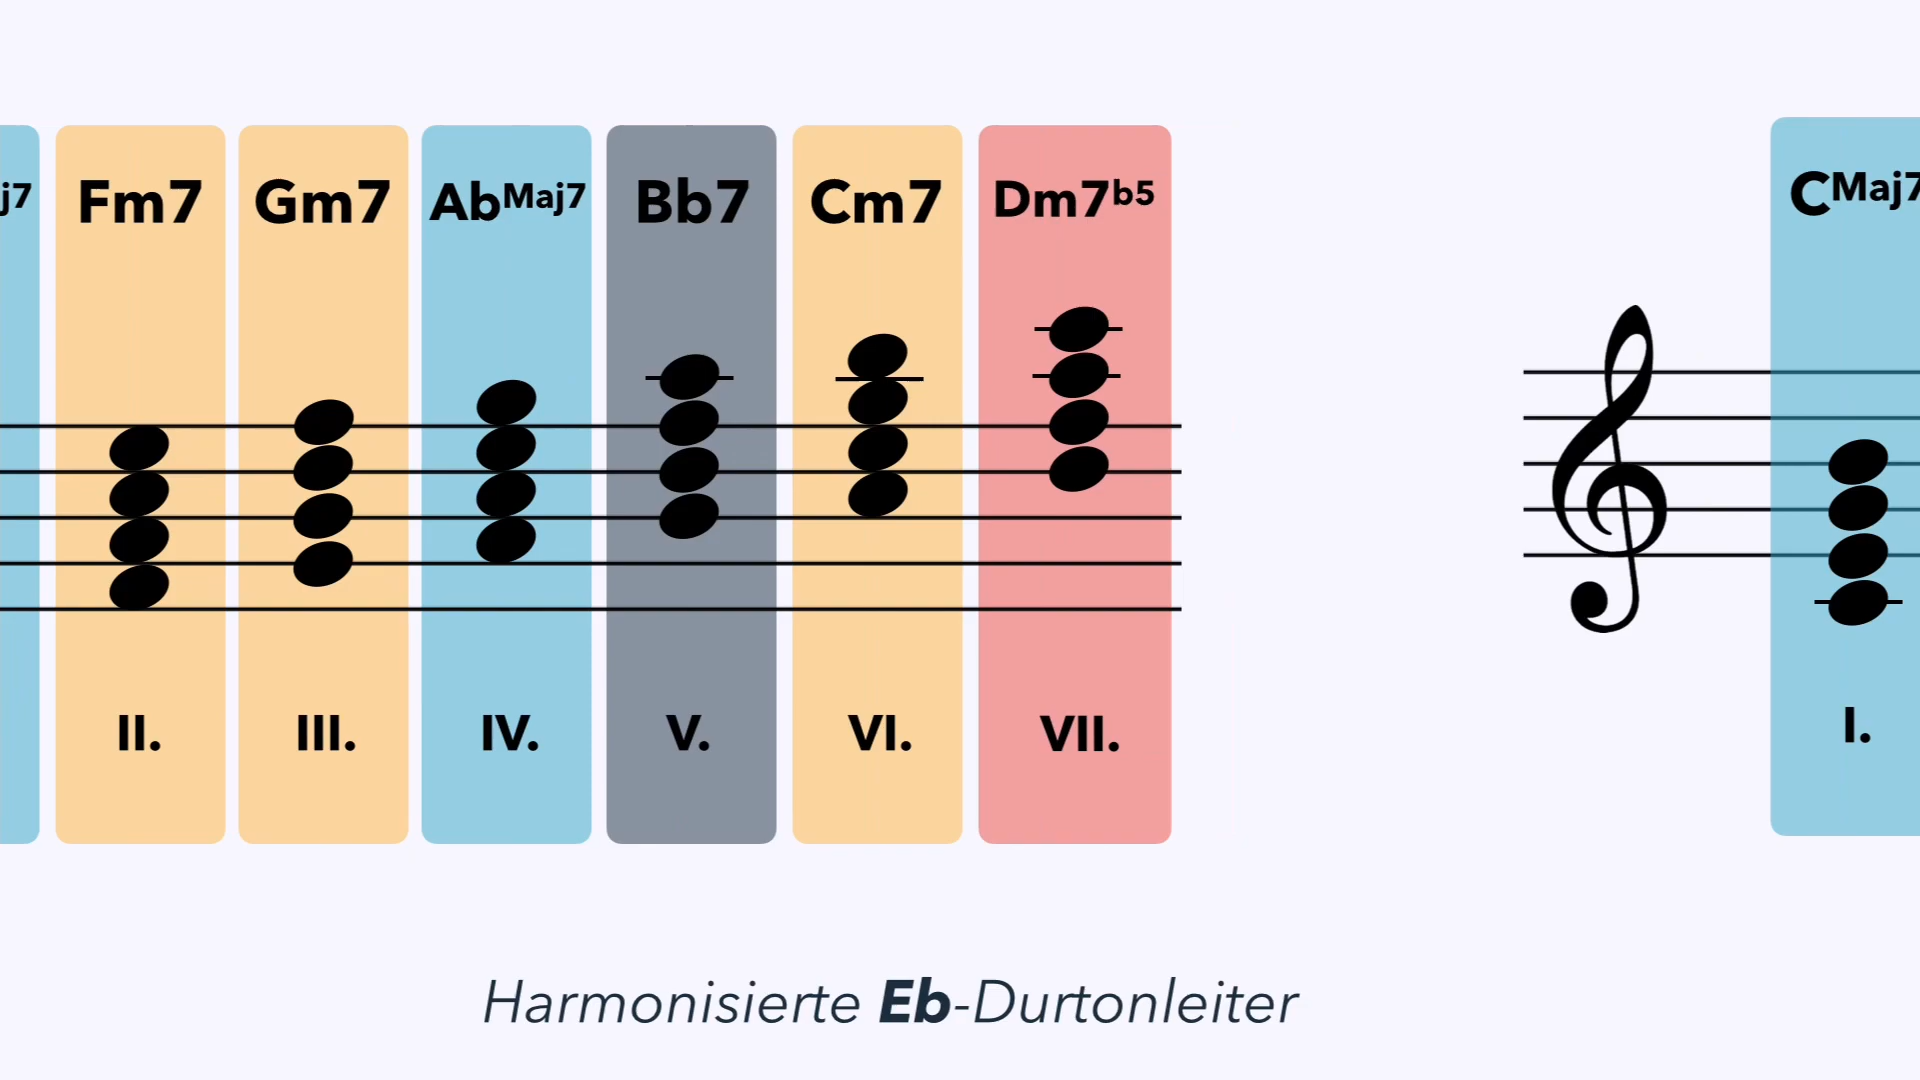 j7 Fm7 Gm7 AbMaj7 Bb7 Cm7 Dm7b5 CMaj7
II. III. IV. V. VI. VII. I.
Harmonisierte Eb-Durtonleiter